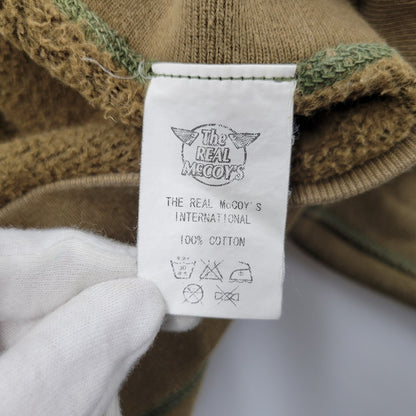 The
REAL
McCOY'S
THE REAL McCOY'S
INTERNATIONAL
100% COTTON